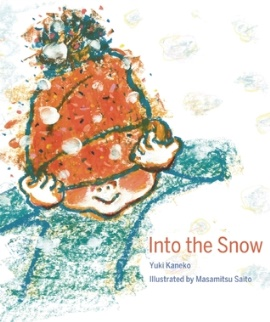 Into the Snow
Yuki Kaneko
Illustrated by Masamitsu Saito